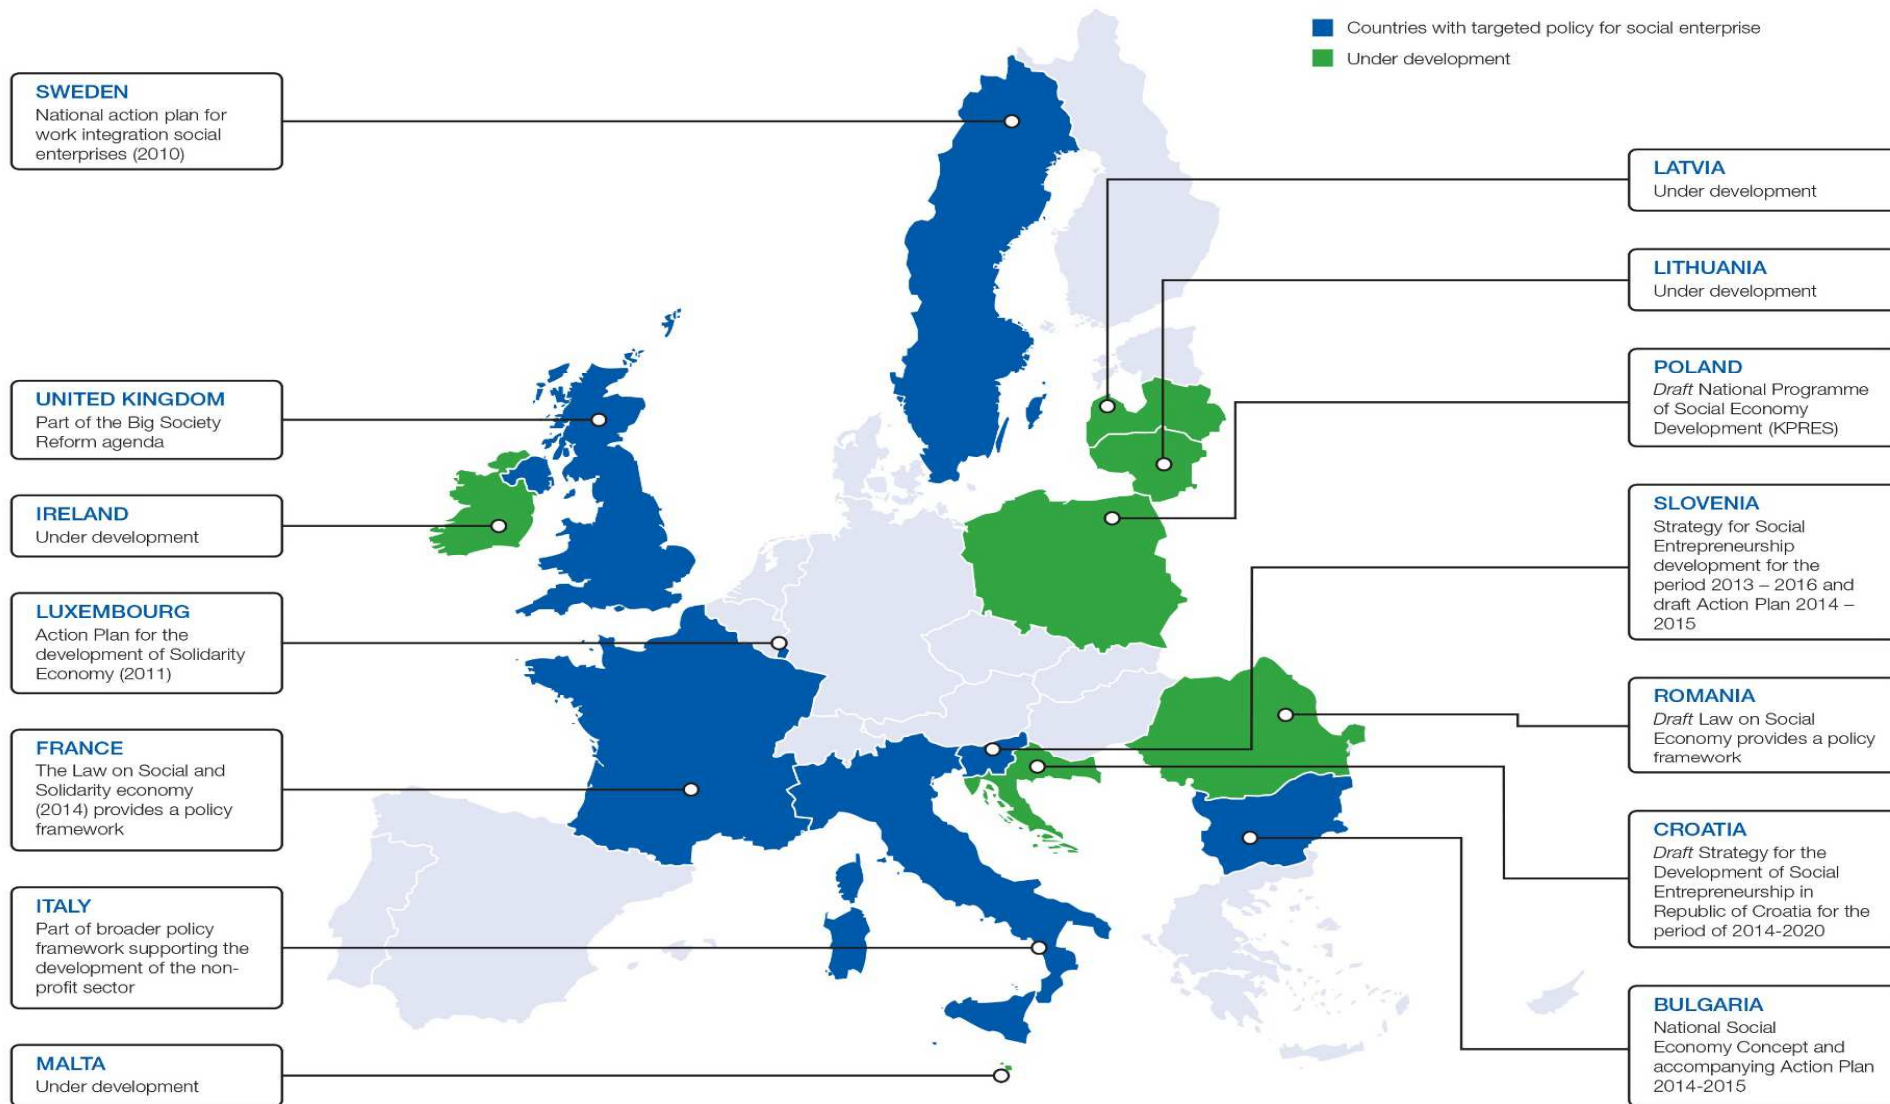 Countries with targeted policy for social enterprise
Under development
SWEDEN
National action plan for
work integration social
enterprises (2010)
UNITED KINGDOM
Part of the Big Society
Reform agenda
IRELAND
Under development
LUXEMBOURG
Action Plan for the
development of Solidarity
Economy (2011)
FRANCE
The Law on Social and
Solidarity economy
(2014) provides a policy
framework
ITALY
Part of broader policy
framework supporting the
development of the non-
profit sector
MALTA
Under development
LATVIA
Under development
LITHUANIA
Under development
POLAND
Draft National Programme
of Social Economy
Development (KPRES)
SLOVENIA
Strategy for Social
Entrepreneurship
development for the
period 2013 – 2016 and
draft Action Plan 2014 –
2015
ROMANIA
Draft Law on Social
Economy provides a policy
framework
CROATIA
Draft Strategy for the
Development of Social
Entrepreneurship in
Republic of Croatia for the
period of 2014-2020
BULGARIA
National Social
Economy Concept and
accompanying Action Plan
2014-2015